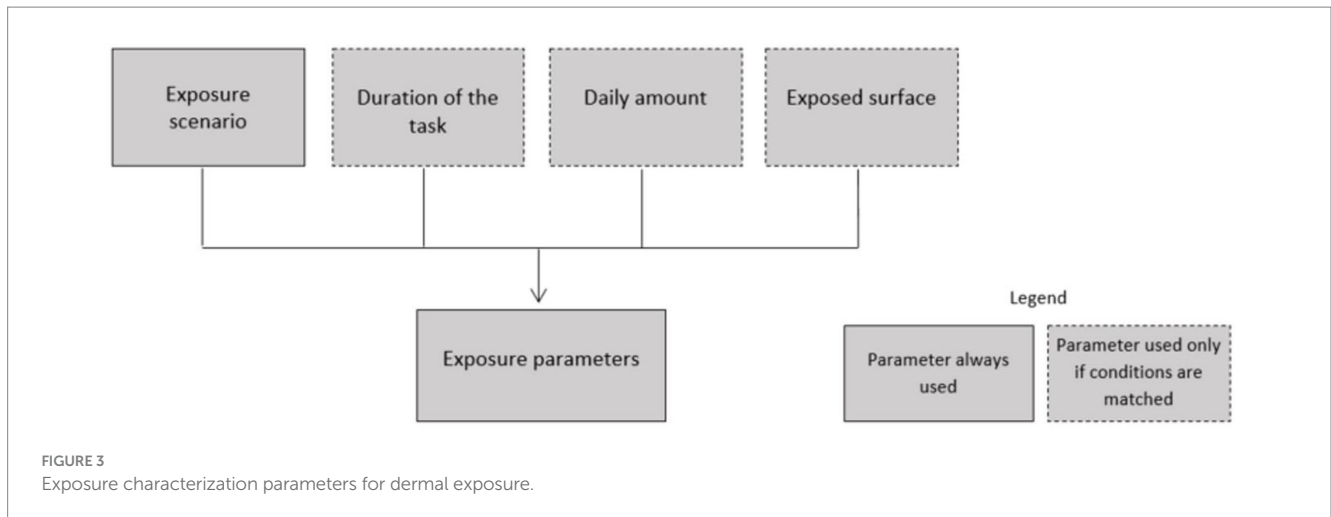 Exposure
scenario
Duration of the
task
Daily amount
Exposed surface
Exposure parameters
Legend
Parameter always
used
Parameter used only
if conditions are
matched
FIGURE 3
Exposure characterization parameters for dermal exposure.